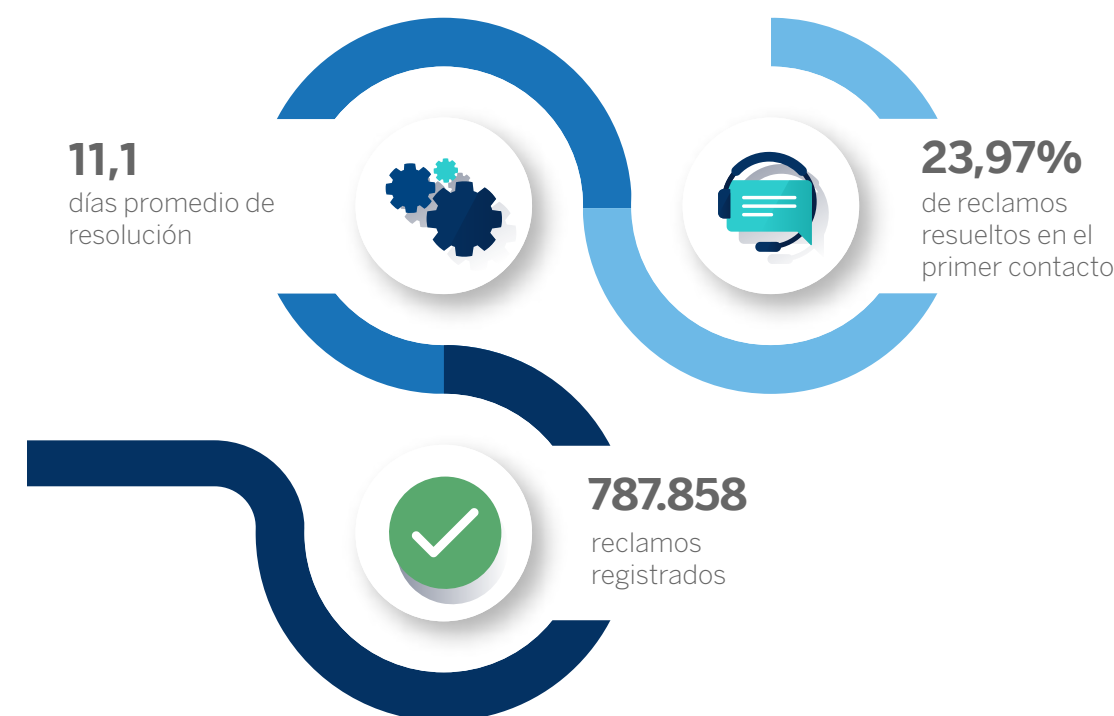 11,1
días promedio de
resolución
23,97%
de reclamos
resueltos en el
primer contacto
787.858
reclamos
registrados